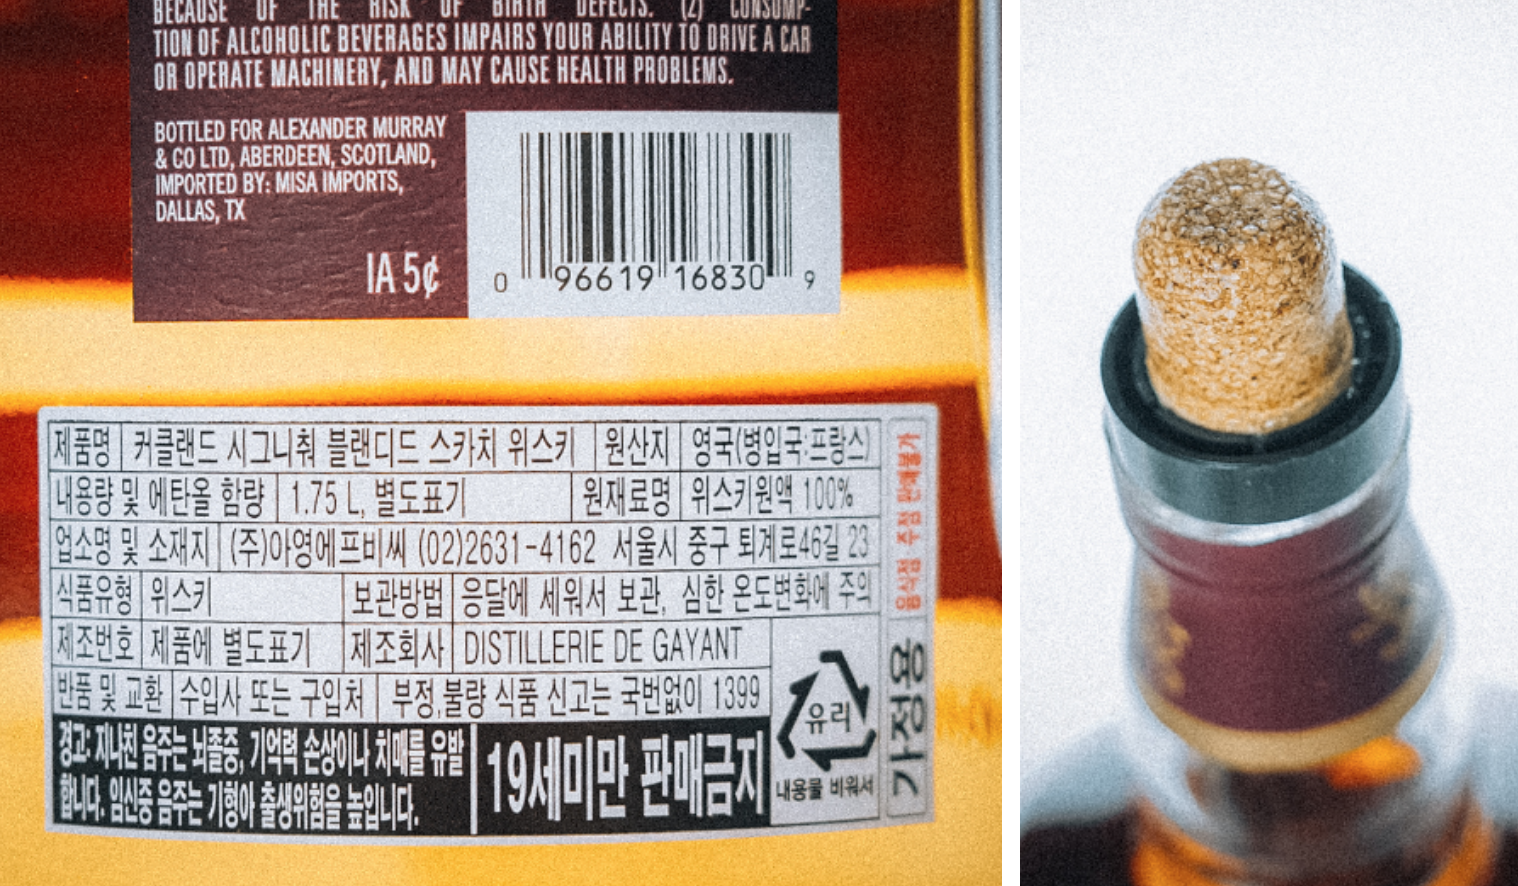 BECAUSE OF THE RISK OF BIRTH DEFECTS. (2) CONSUMP-
TION OF ALCOHOLIC BEVERAGES IMPAIRS YOUR ABILITY TO DRIVE A CAR
OR OPERATE MACHINERY, AND MAY CAUSE HEALTH PROBLEMS.
BOTTLED FOR ALEXANDER MURRAY
& CO LTD, ABERDEEN, SCOTLAND,
IMPORTED BY: MISA IMPORTS,
DALLAS, TX
IA 5¢
0 96619 16830 9
제품명 커클랜드 시그니춰 블랜디드 스카치 위스키 원산지 영국(병입국:프랑스)
내용량 및 에탄올 함량 1.75 L, 별도표기 원재료명 위스키원액 100%
업소명 및 소재지 (주)아영에프비씨 (02)2631-4162 서울시 중구 퇴계로46길 23
식품유형 위스키 보관방법 응달에 세워서 보관, 심한 온도변화에 주의
제조번호 제품에 별도표기 제조회사 DISTILLERIE DE GAYANT
반품 및 교환 수입사 또는 구입처 부정,불량 식품 신고는 국번없이 1399
경고: 지나친 음주는 뇌졸중, 기억력 손상이나 치매를 유발
합니다. 임신중 음주는 기형아 출생위험을 높입니다.
19세미만 판매금지
유리
내용물 비워서
가정용
음식점 주점 판매불가